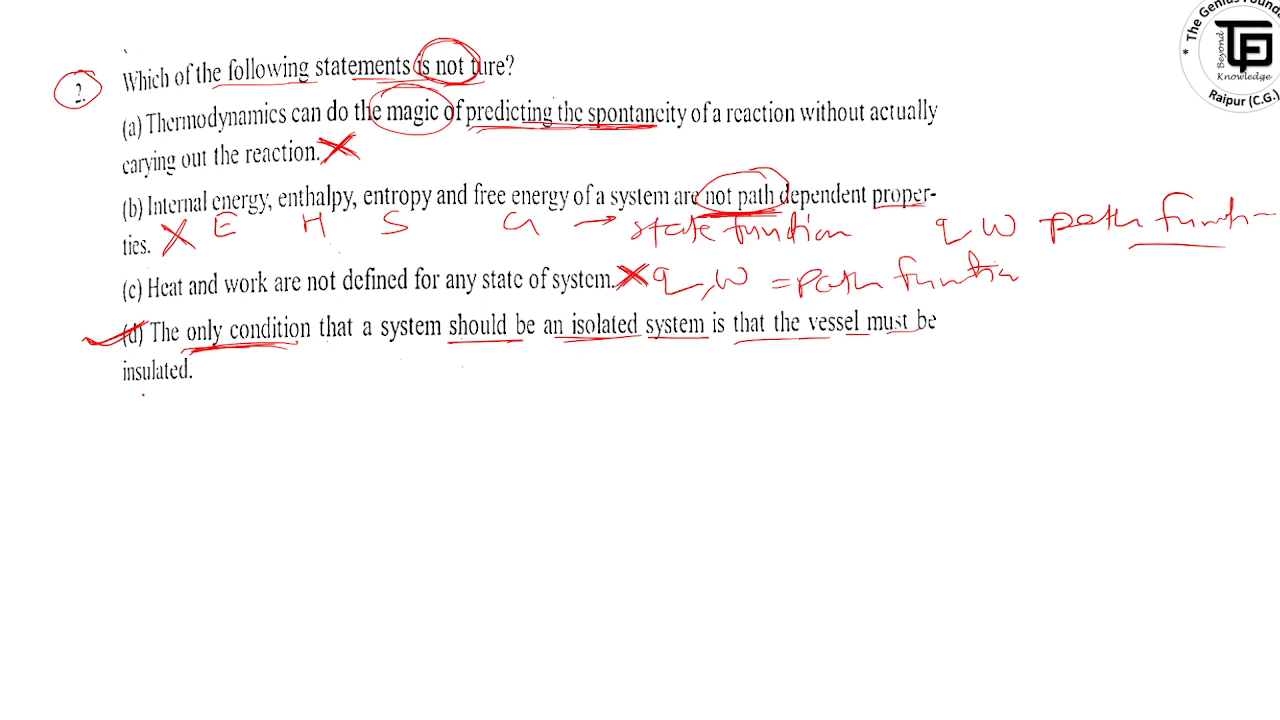 The Genius Foundation
Beyond
Knowledge
Raipur (C.G.)
2. Which of the following statements is not ture?
(a) Thermodynamics can do the magic of predicting the spontaneity of a reaction without actually
carying out the reaction.
(b) Internal energy, enthalpy, entropy and free energy of a system are not path dependent proper-
E H S G → state function q w path function
ties.
(c) Heat and work are not defined for any state of system. q, w = path function
(d) The only condition that a system should be an isolated system is that the vessel must be
insulated.